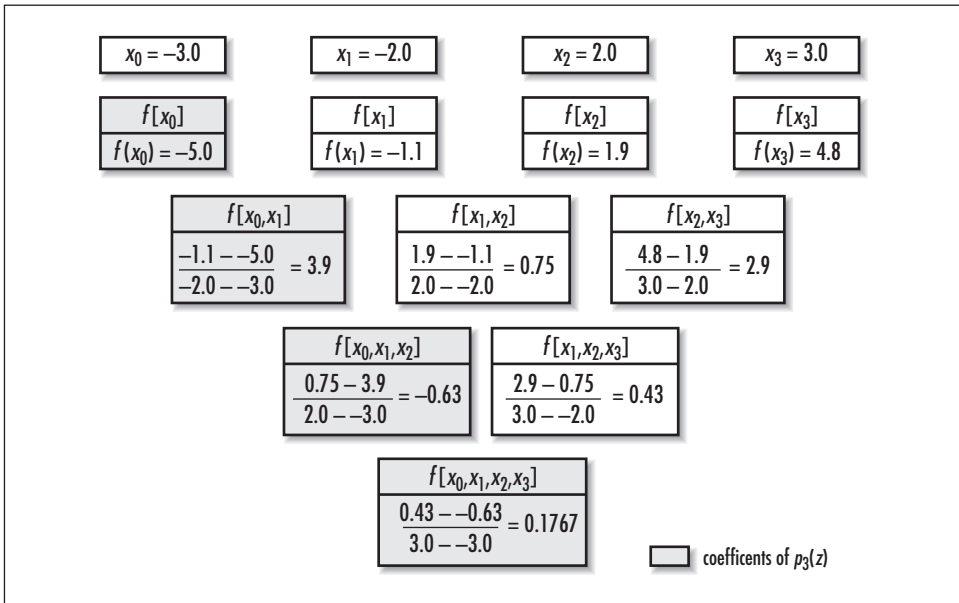 x₀ = –3.0 x₁ = –2.0 x₂ = 2.0 x₃ = 3.0
f [x₀] f [x₁] f [x₂] f [x₃]
f (x₀) = –5.0 f (x₁) = –1.1 f (x₂) = 1.9 f (x₃) = 4.8
f [x₀,x₁] f [x₁,x₂] f [x₂,x₃]
–1.1 – –5.0 1.9 – –1.1 4.8 – 1.9
= 3.9 = 0.75 = 2.9
–2.0 – –3.0 2.0 – –2.0 3.0 – 2.0
f [x₀,x₁,x₂] f [x₁,x₂,x₃]
0.75 – 3.9 2.9 – 0.75
= –0.63 = 0.43
2.0 – –3.0 3.0 – –2.0
f [x₀,x₁,x₂,x₃]
0.43 – –0.63
= 0.1767
3.0 – –3.0
coefficents of p₃(z)